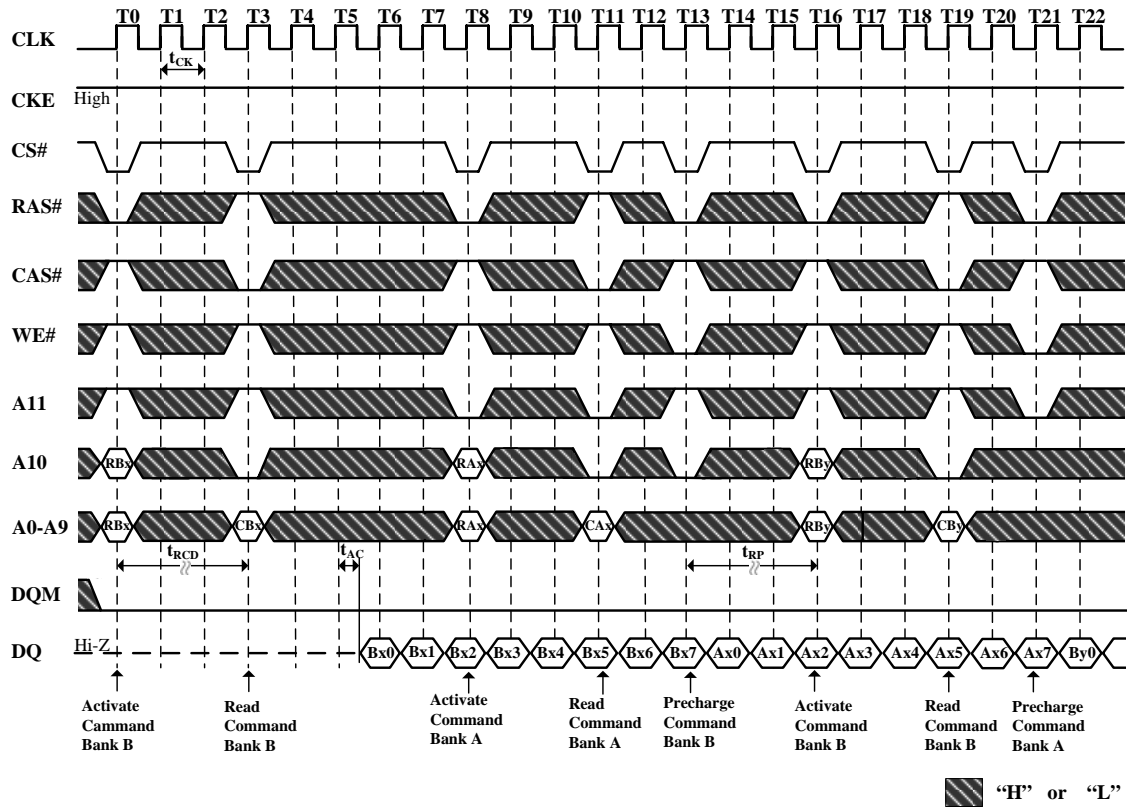 T0 T1 T2 T3 T4 T5 T6 T7 T8 T9 T10 T11 T12 T13 T14 T15 T16 T17 T18 T19 T20 T21 T22
CLK
tCK
CKE High
CS#
RAS#
CAS#
WE#
A11
A10 RBx RAx RBy
A0-A9 RBx CBx RAx CAx RBy CBy
tRCD tAC tRP
DQM
DQ Hi-Z Bx0 Bx1 Bx2 Bx3 Bx4 Bx5 Bx6 Bx7 Ax0 Ax1 Ax2 Ax3 Ax4 Ax5 Ax6 Ax7 By0
Activate
Cammand
Bank B
Read
Command
Bank B
Activate
Command
Bank A
Read
Command
Bank A
Precharge
Command
Bank B
Activate
Command
Bank B
Read
Command
Bank B
Precharge
Command
Bank A
“H” or “L”